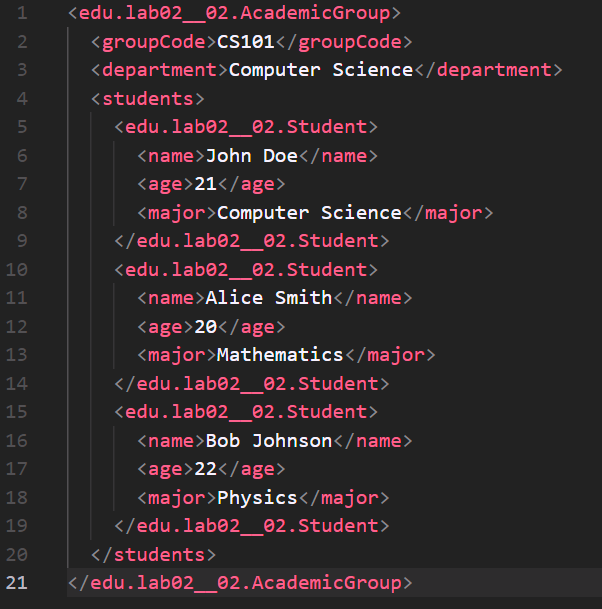 1 <edu.lab02__02.AcademicGroup>
2 <groupCode>CS101</groupCode>
3 <department>Computer Science</department>
4 <students>
5 <edu.lab02__02.Student>
6 <name>John Doe</name>
7 <age>21</age>
8 <major>Computer Science</major>
9 </edu.lab02__02.Student>
10 <edu.lab02__02.Student>
11 <name>Alice Smith</name>
12 <age>20</age>
13 <major>Mathematics</major>
14 </edu.lab02__02.Student>
15 <edu.lab02__02.Student>
16 <name>Bob Johnson</name>
17 <age>22</age>
18 <major>Physics</major>
19 </edu.lab02__02.Student>
20 </students>
21 </edu.lab02__02.AcademicGroup>